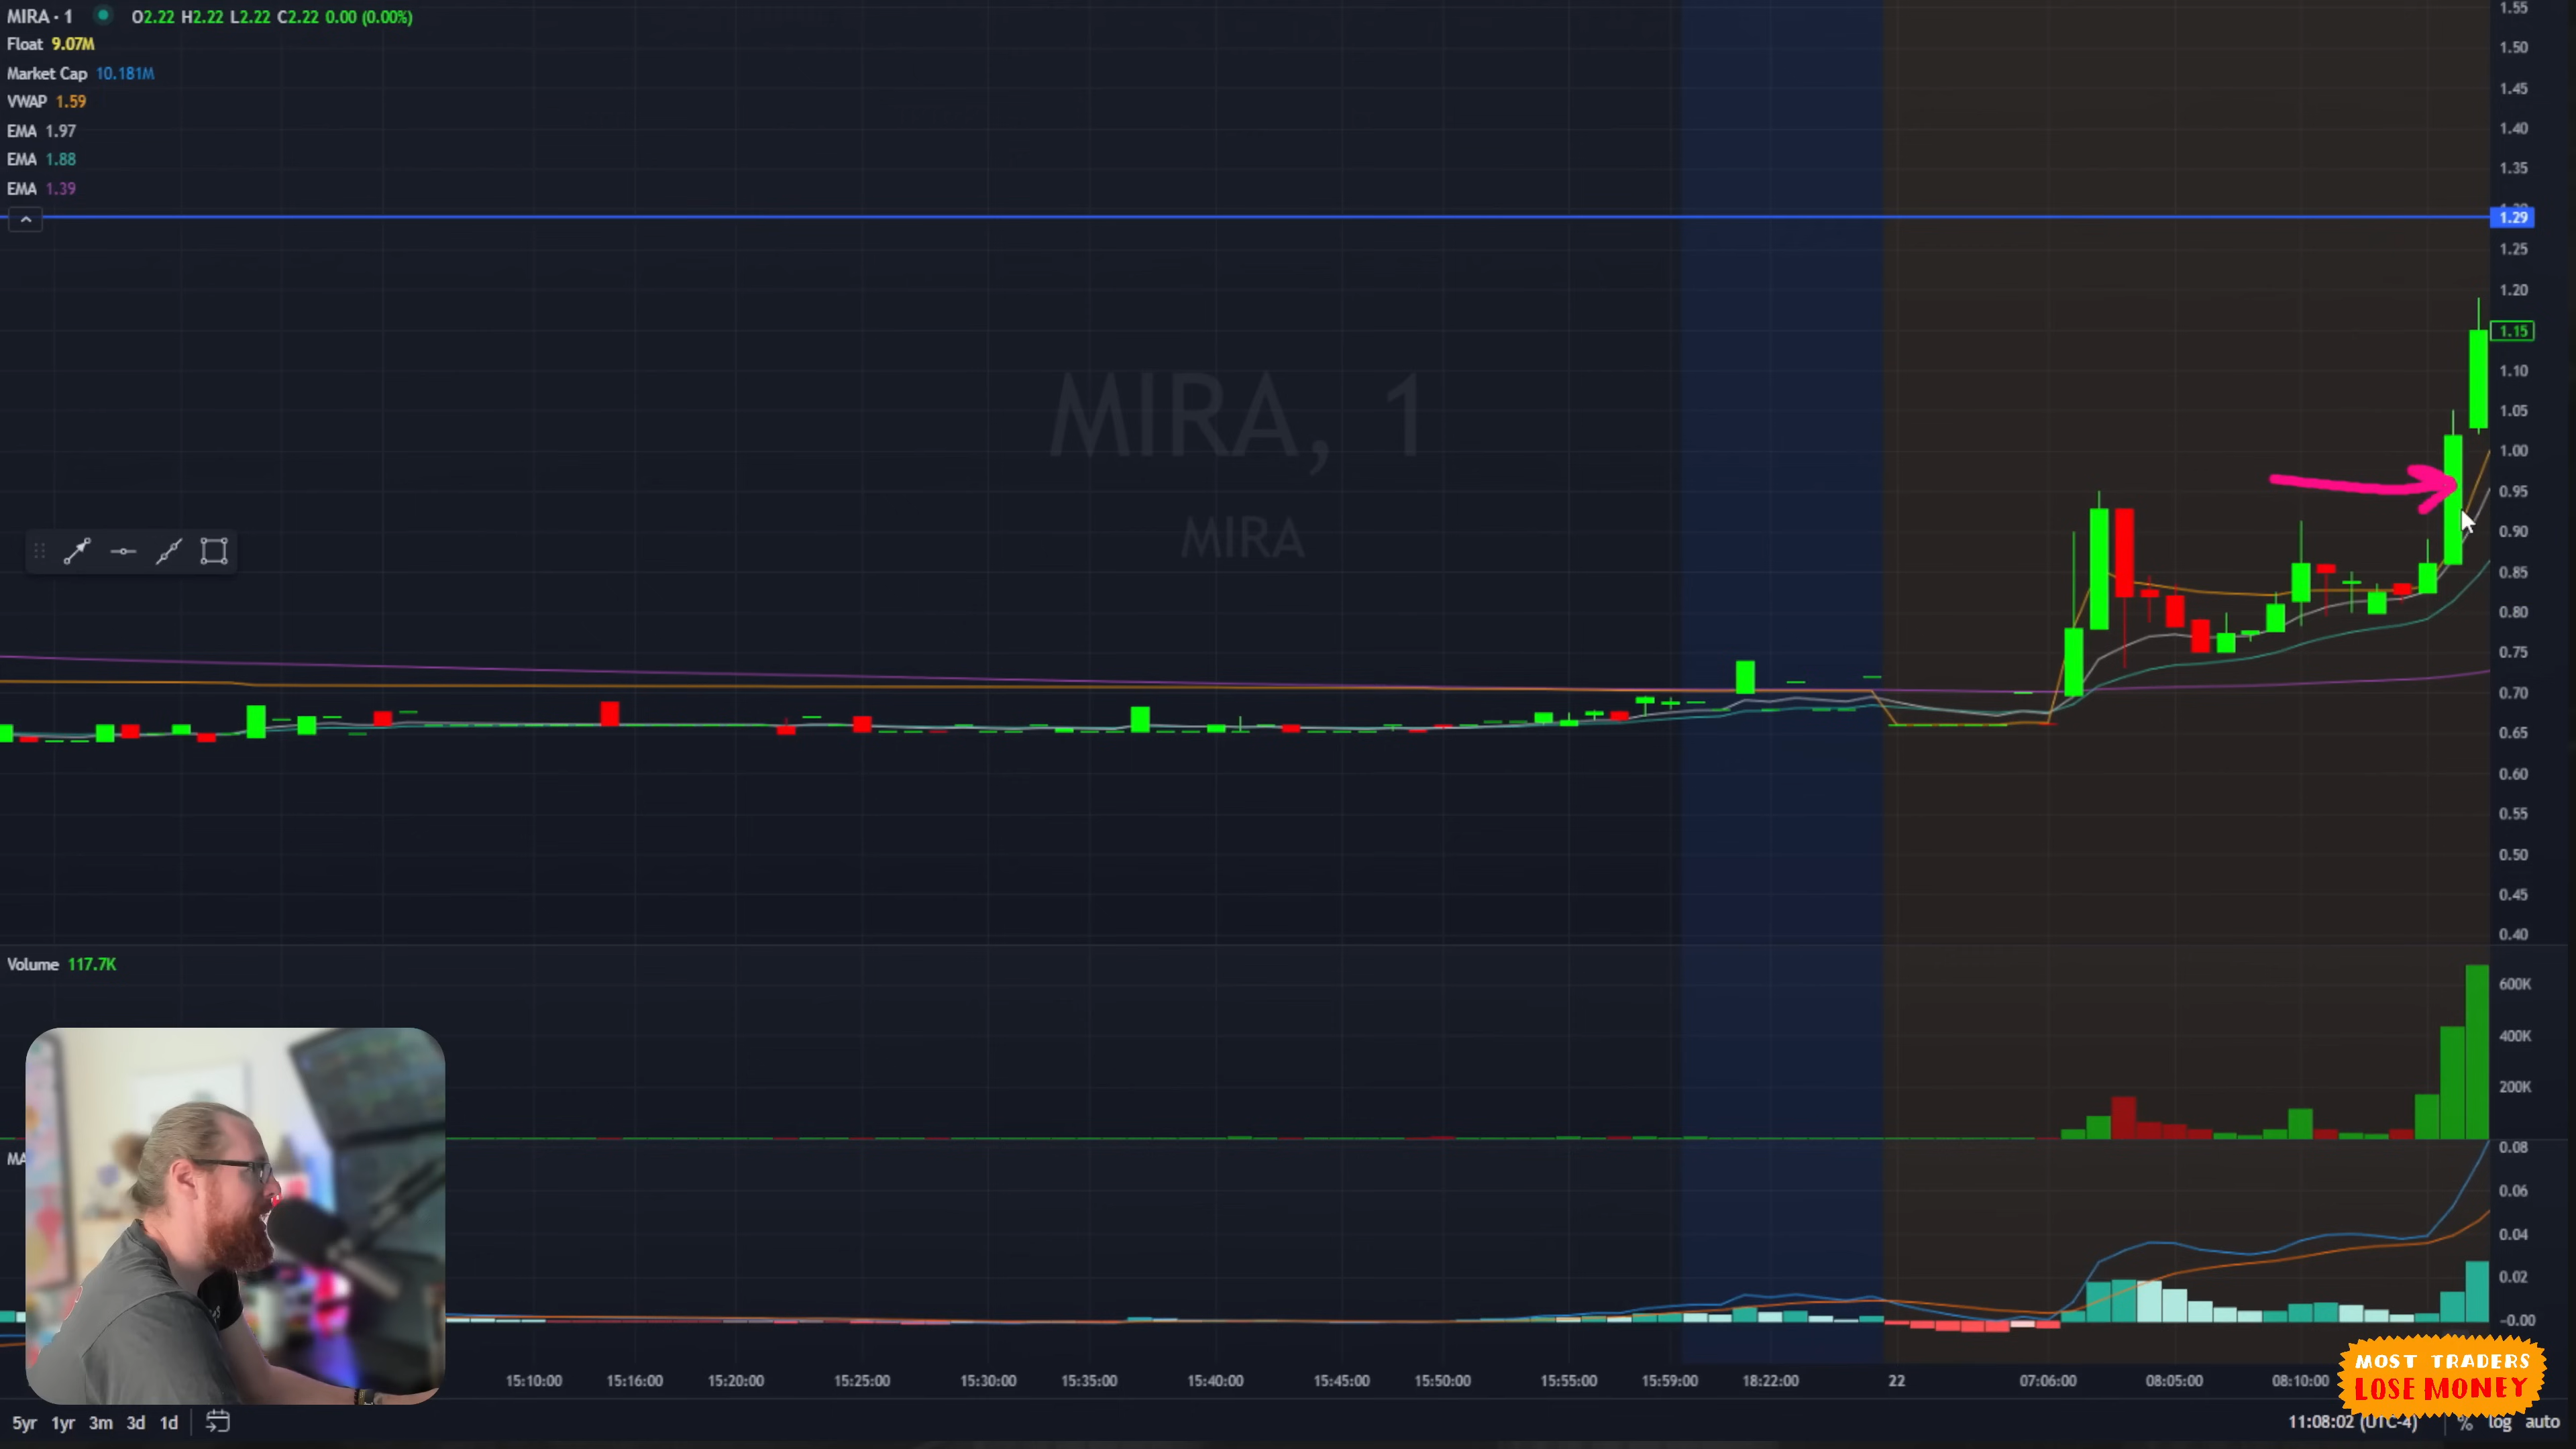 MIRA · 1 O2.22 H2.22 L2.22 C2.22 0.00 (0.00%)
Float 9.07M
Market Cap 10.181M
VWAP 1.59
EMA 1.97
EMA 1.88
EMA 1.39
MIRA, 1
MIRA
1.55
1.50
1.45
1.40
1.35
1.29
1.25
1.20
1.15
1.10
1.05
1.00
0.95
0.90
0.85
0.80
0.75
0.70
0.65
0.60
0.55
0.50
0.45
0.40
Volume 117.7K
600K
400K
200K
MA
0.08
0.06
0.04
0.02
-0.00
15:10:00 15:16:00 15:20:00 15:25:00 15:30:00 15:35:00 15:40:00 15:45:00 15:50:00 15:55:00 15:59:00 18:22:00 22 07:06:00 08:05:00 08:10:00
MOST TRADERS
LOSE MONEY
5yr 1yr 3m 3d 1d 11:08:02 (UTC-4) % log auto